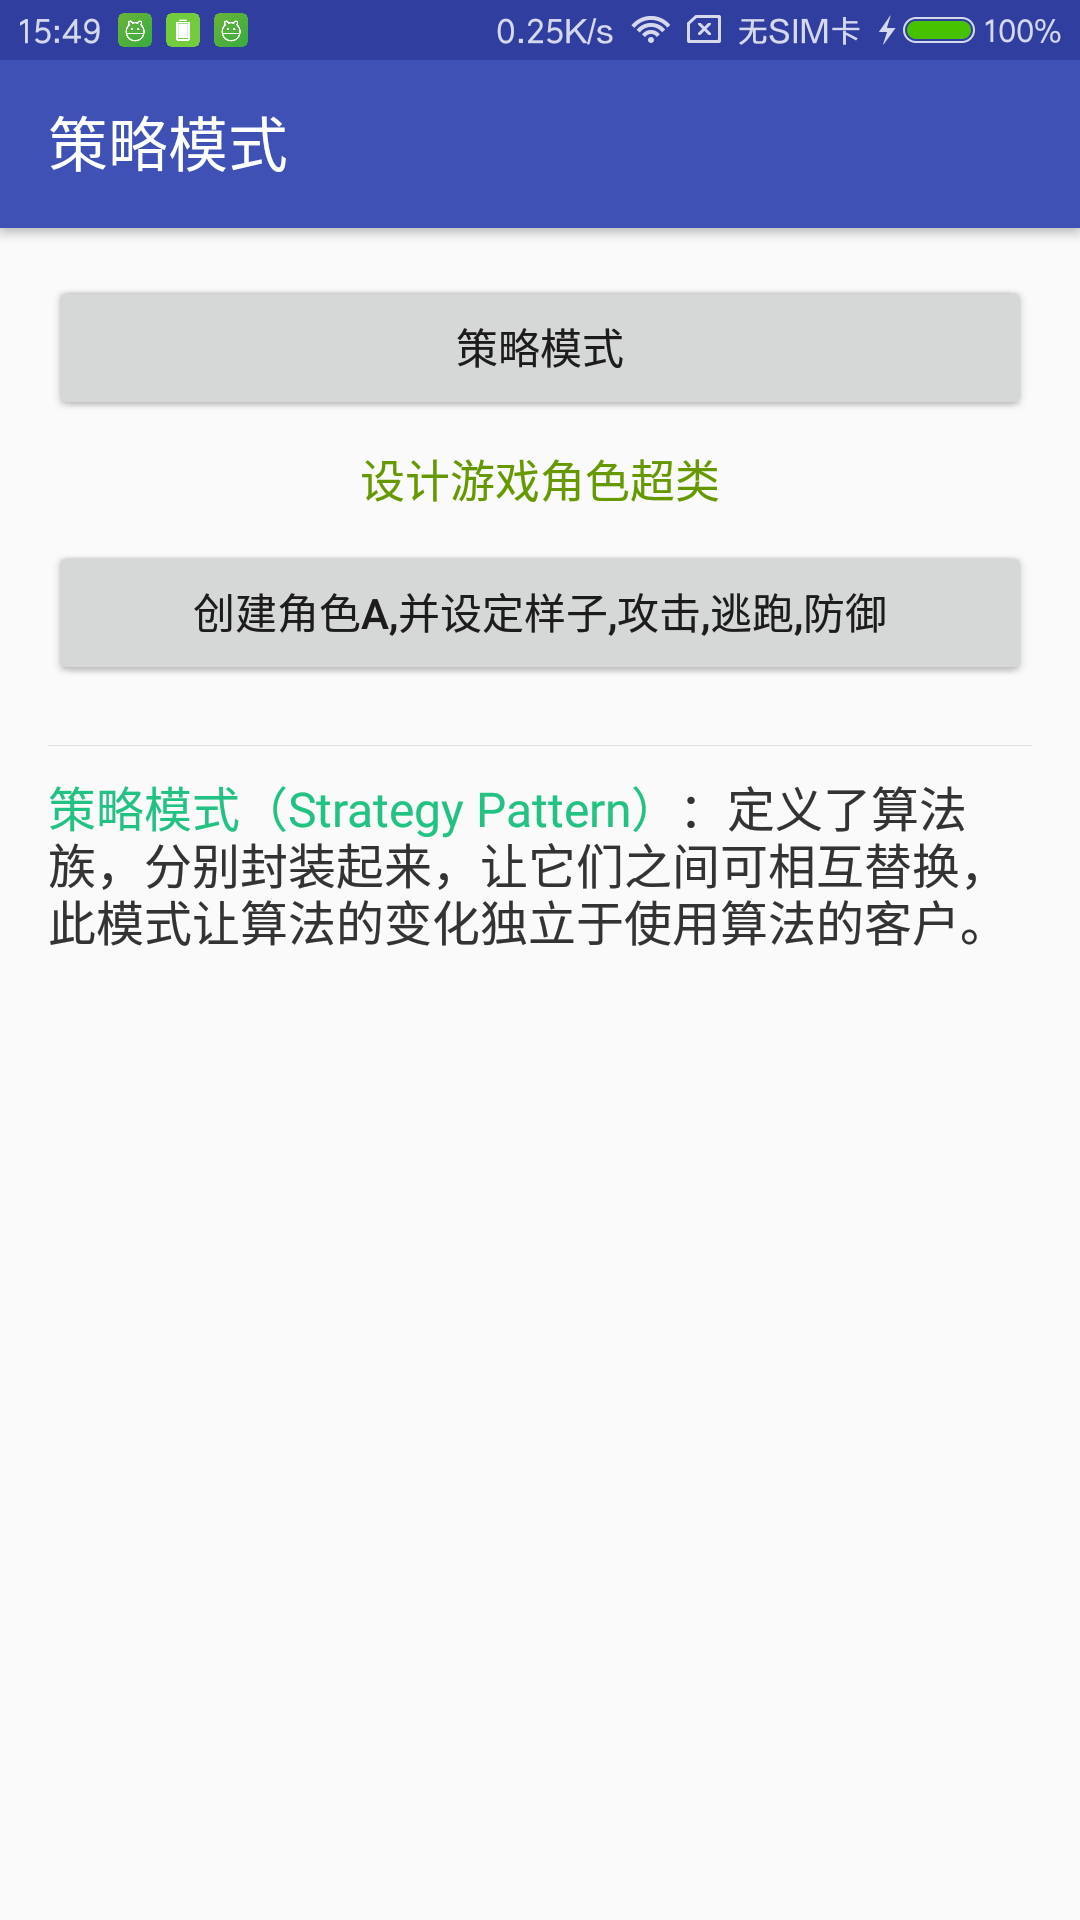 15:49 0.25K/s 无SIM卡 100%
策略模式
策略模式
设计游戏角色超类
创建角色A,并设定样子,攻击,逃跑,防御
策略模式（Strategy Pattern）：定义了算法
族，分别封装起来，让它们之间可相互替换，
此模式让算法的变化独立于使用算法的客户。